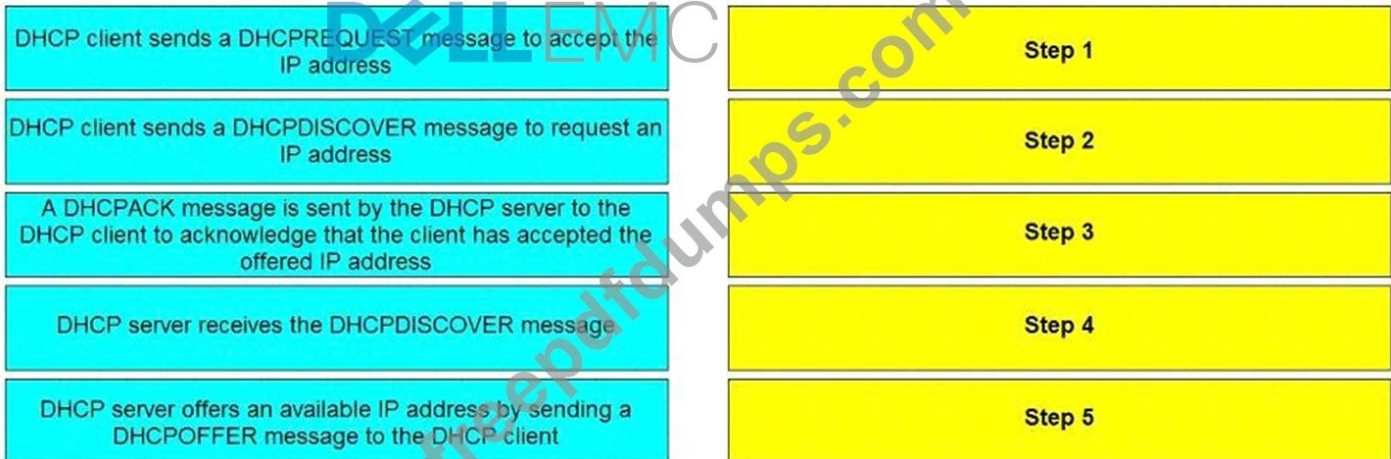 DELLEMC
DHCP client sends a DHCPREQUEST message to accept the
IP address
Step 1
DHCP client sends a DHCPDISCOVER message to request an
IP address
Step 2
A DHCPACK message is sent by the DHCP server to the
DHCP client to acknowledge that the client has accepted the
offered IP address
Step 3
DHCP server receives the DHCPDISCOVER message
Step 4
DHCP server offers an available IP address by sending a
DHCPOFFER message to the DHCP client
Step 5
freepdfdumps.com